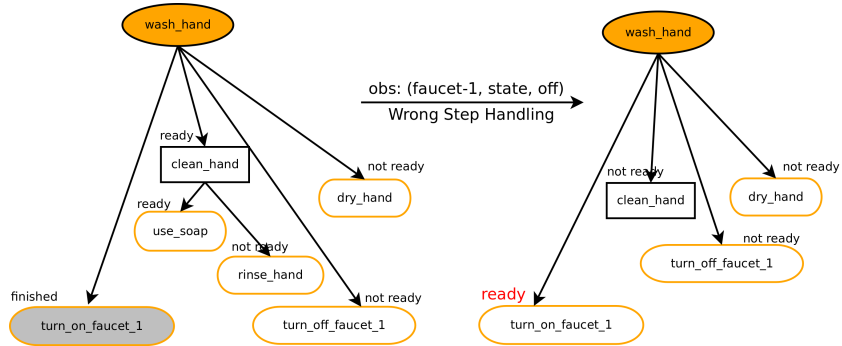 wash_hand
ready
clean_hand
not ready
dry_hand
ready
use_soap
not ready
rinse_hand
finished
turn_on_faucet_1
not ready
turn_off_faucet_1
obs: (faucet-1, state, off)
Wrong Step Handling
wash_hand
not ready
clean_hand
not ready
dry_hand
not ready
turn_off_faucet_1
ready
turn_on_faucet_1